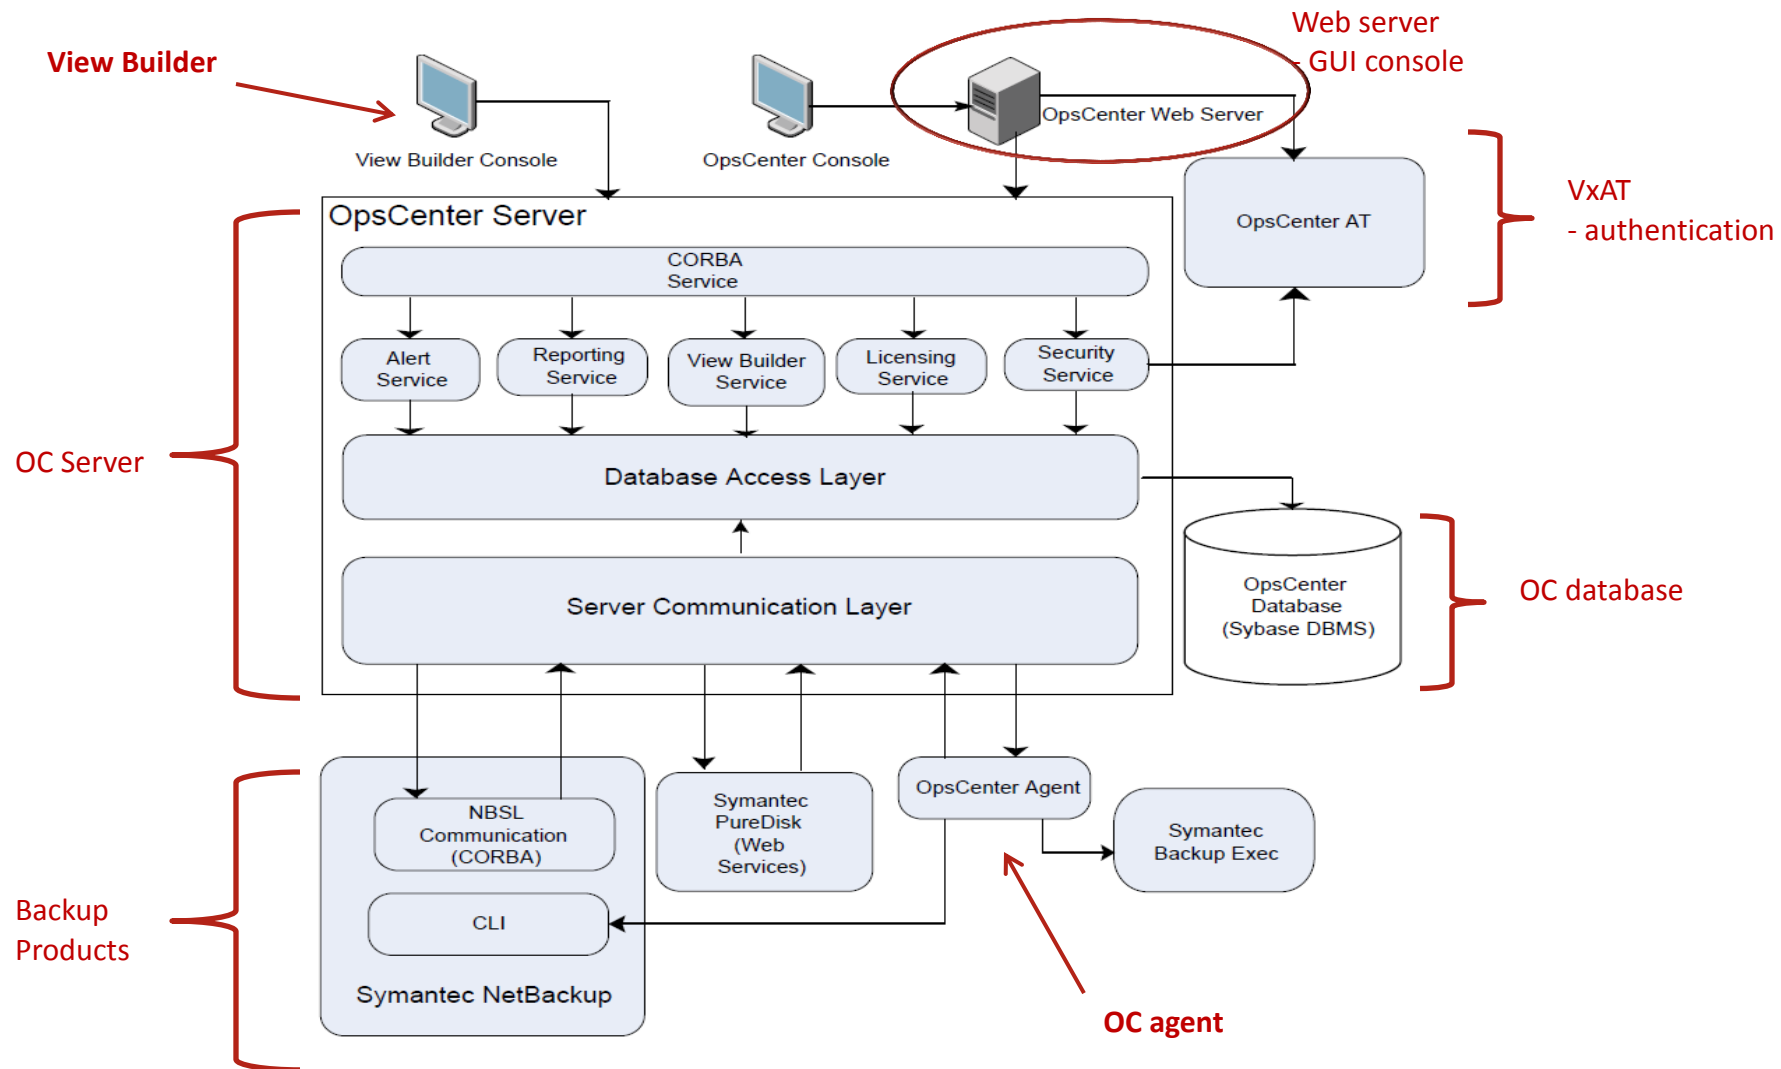 View Builder
Web server
- GUI console
OpsCenter Web Server
View Builder Console
OpsCenter Console
OpsCenter Server
OpsCenter AT
VxAT
- authentication
CORBA
Service
Alert
Service
Reporting
Service
View Builder
Service
Licensing
Service
Security
Service
OC Server
Database Access Layer
Server Communication Layer
OpsCenter
Database
(Sybase DBMS)
OC database
NBSL
Communication
(CORBA)
CLI
Symantec NetBackup
Symantec
PureDisk
(Web
Services)
OpsCenter Agent
Symantec
Backup Exec
Backup
Products
OC agent